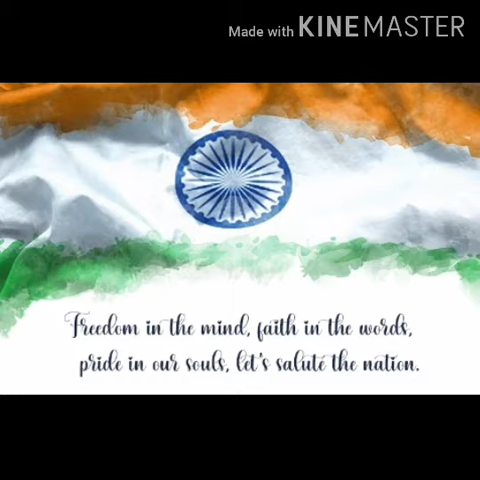 Made with KINEMASTER
Freedom in the mind, faith in the words,
pride in our souls, let's salute the nation.